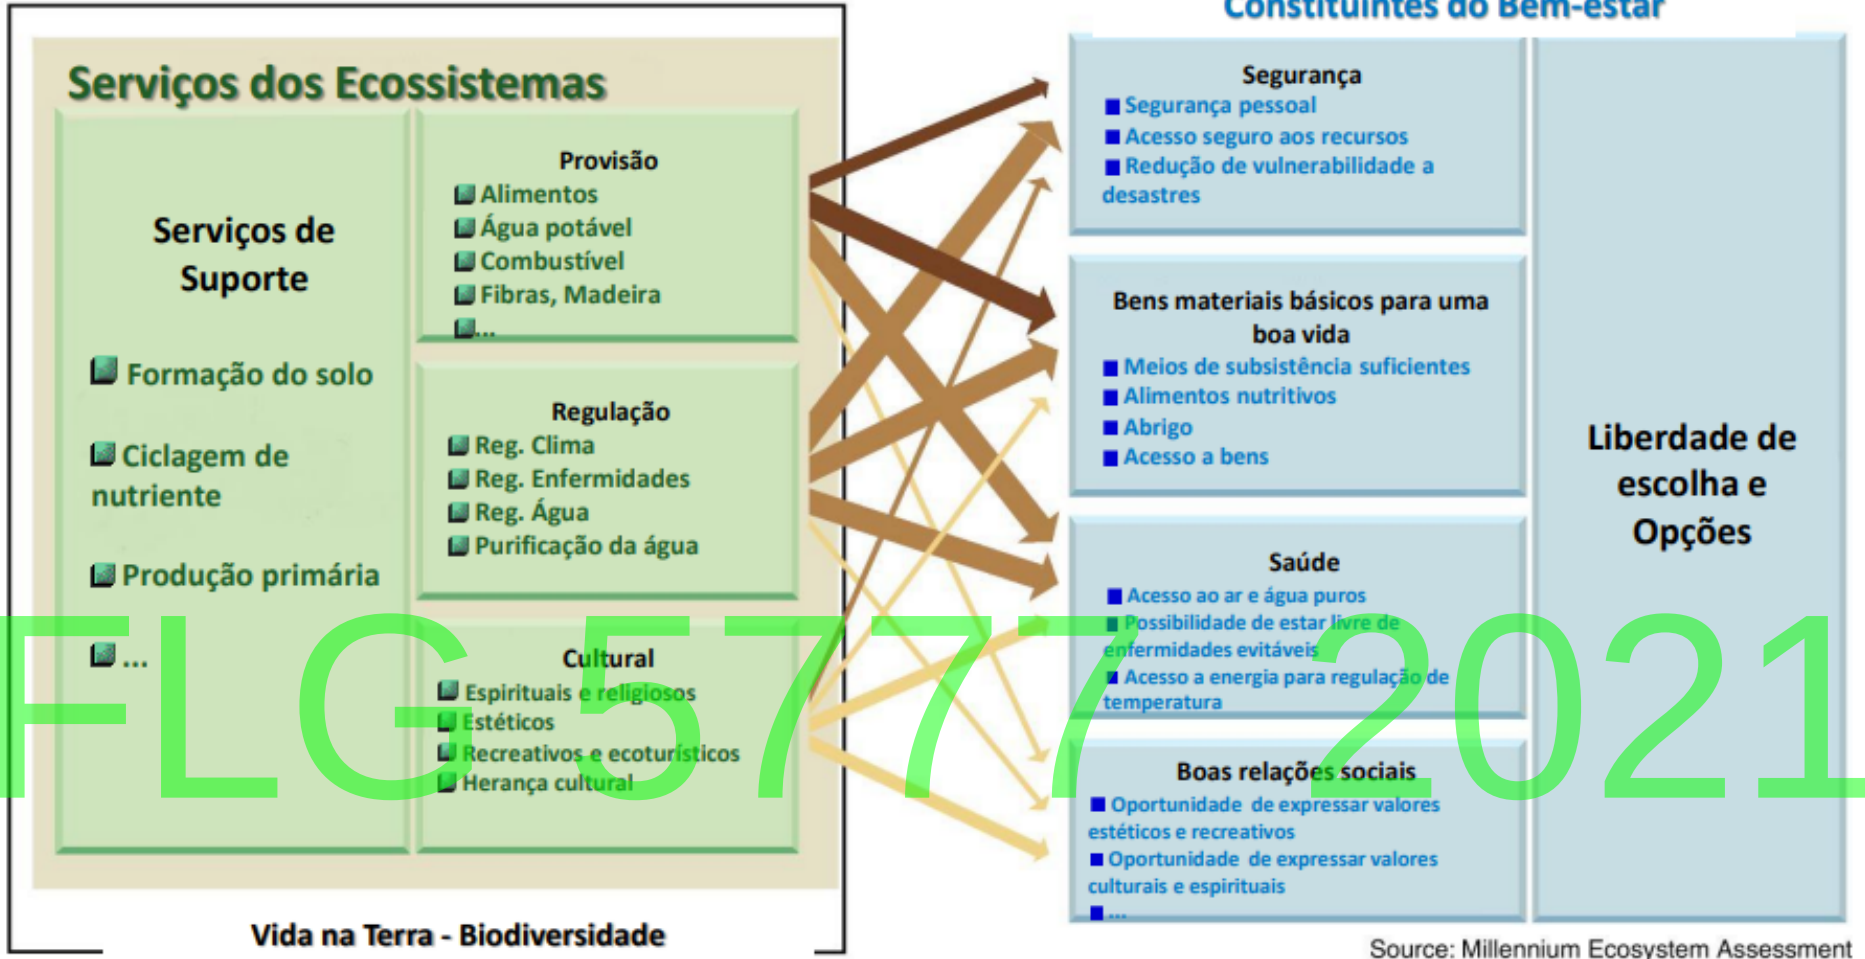 Constituintes do Bem-estar
Serviços dos Ecossistemas
Serviços de
Suporte
Formação do solo
Ciclagem de
nutriente
Produção primária
...
Provisão
Alimentos
Água potável
Combustível
Fibras, Madeira
...
Regulação
Reg. Clima
Reg. Enfermidades
Reg. Água
Purificação da água
Cultural
Espirituais e religiosos
Estéticos
Recreativos e ecoturísticos
Herança cultural
Vida na Terra - Biodiversidade
Segurança
Segurança pessoal
Acesso seguro aos recursos
Redução de vulnerabilidade a
desastres
Bens materiais básicos para uma
boa vida
Meios de subsistência suficientes
Alimentos nutritivos
Abrigo
Acesso a bens
Saúde
Acesso ao ar e água puros
Possibilidade de estar livre de
enfermidades evitáveis
Acesso a energia para regulação de
temperatura
Boas relações sociais
Oportunidade de expressar valores
estéticos e recreativos
Oportunidade de expressar valores
culturais e espirituais
...
Liberdade de
escolha e
Opções
FLG 5777 2021
Source: Millennium Ecosystem Assessment